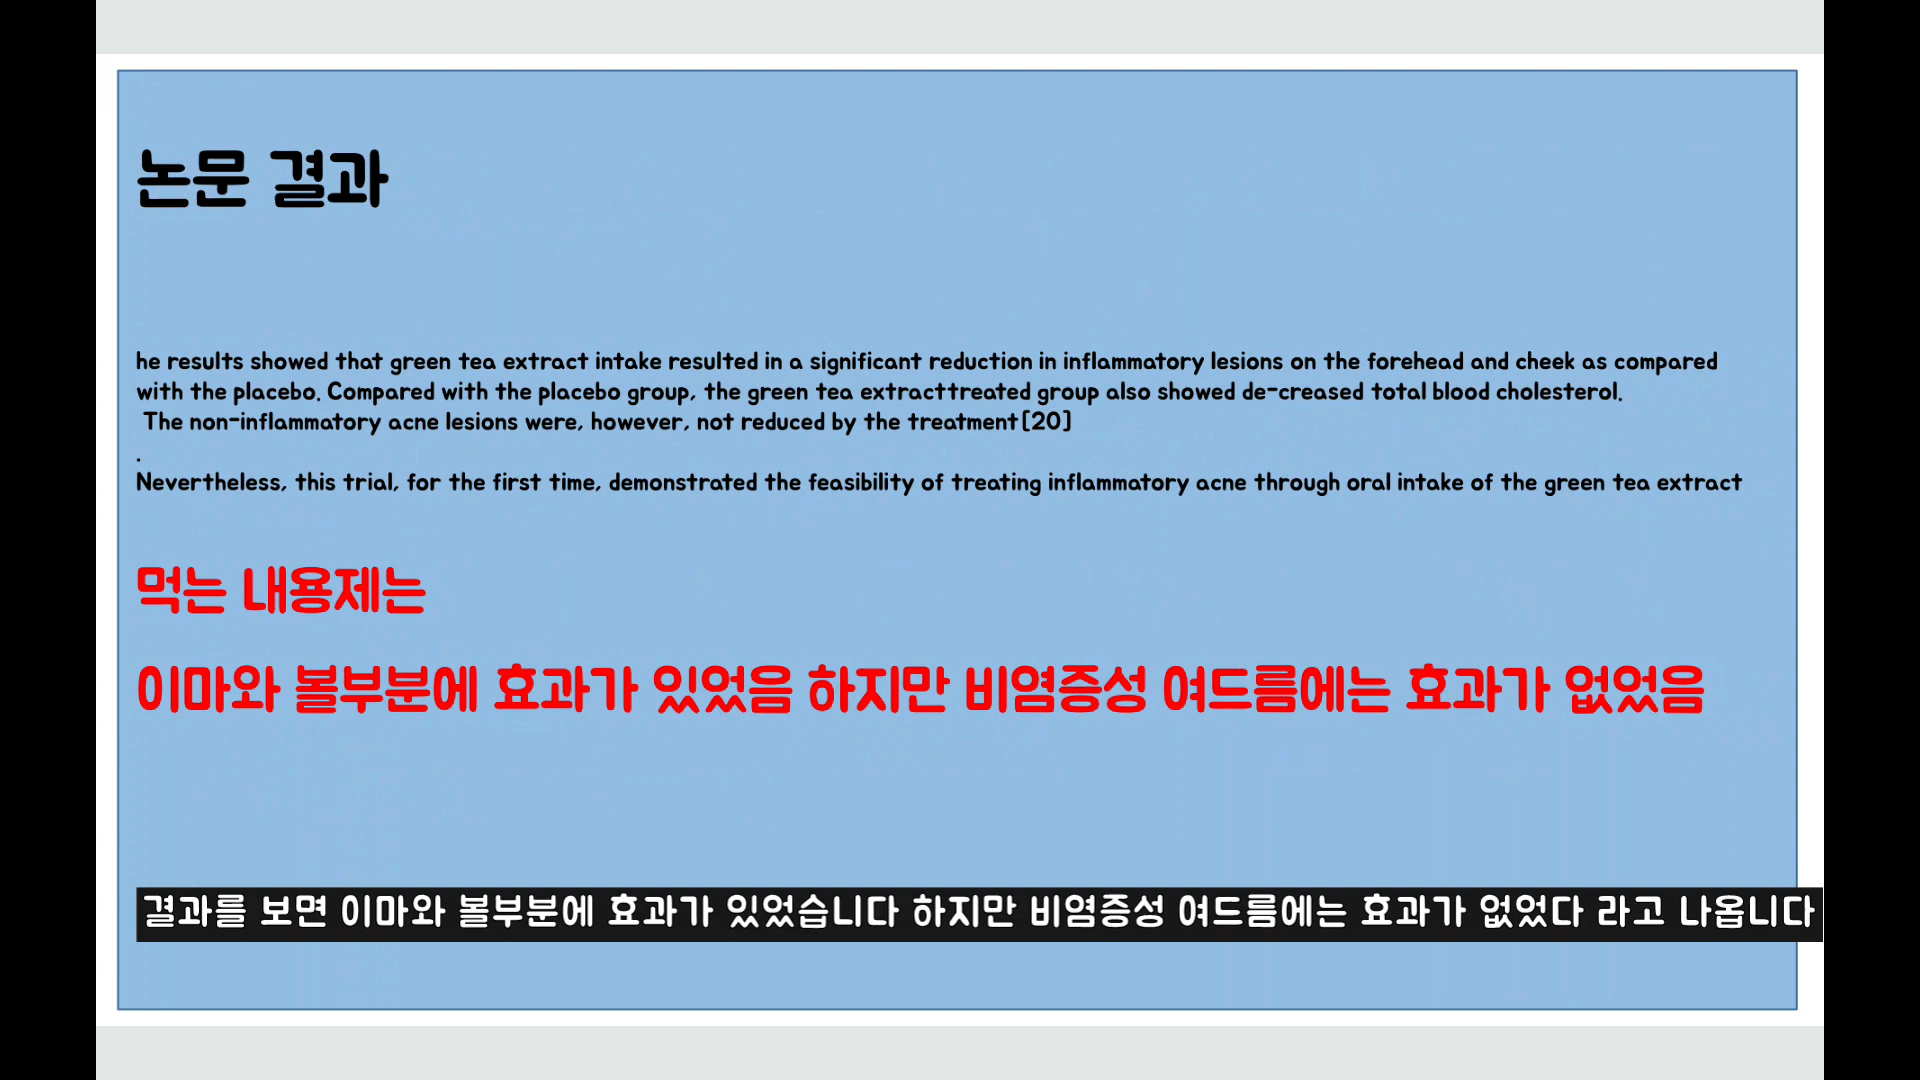 논문 결과
he results showed that green tea extract intake resulted in a significant reduction in inflammatory lesions on the forehead and cheek as compared
with the placebo. Compared with the placebo group, the green tea extracttreated group also showed de-creased total blood cholesterol.
The non-inflammatory acne lesions were, however, not reduced by the treatment[20]
.
Nevertheless, this trial, for the first time, demonstrated the feasibility of treating inflammatory acne through oral intake of the green tea extract
먹는 내용제는
이마와 볼부분에 효과가 있었음 하지만 비염증성 여드름에는 효과가 없었음
결과를 보면 이마와 볼부분에 효과가 있었습니다 하지만 비염증성 여드름에는 효과가 없었다 라고 나옵니다